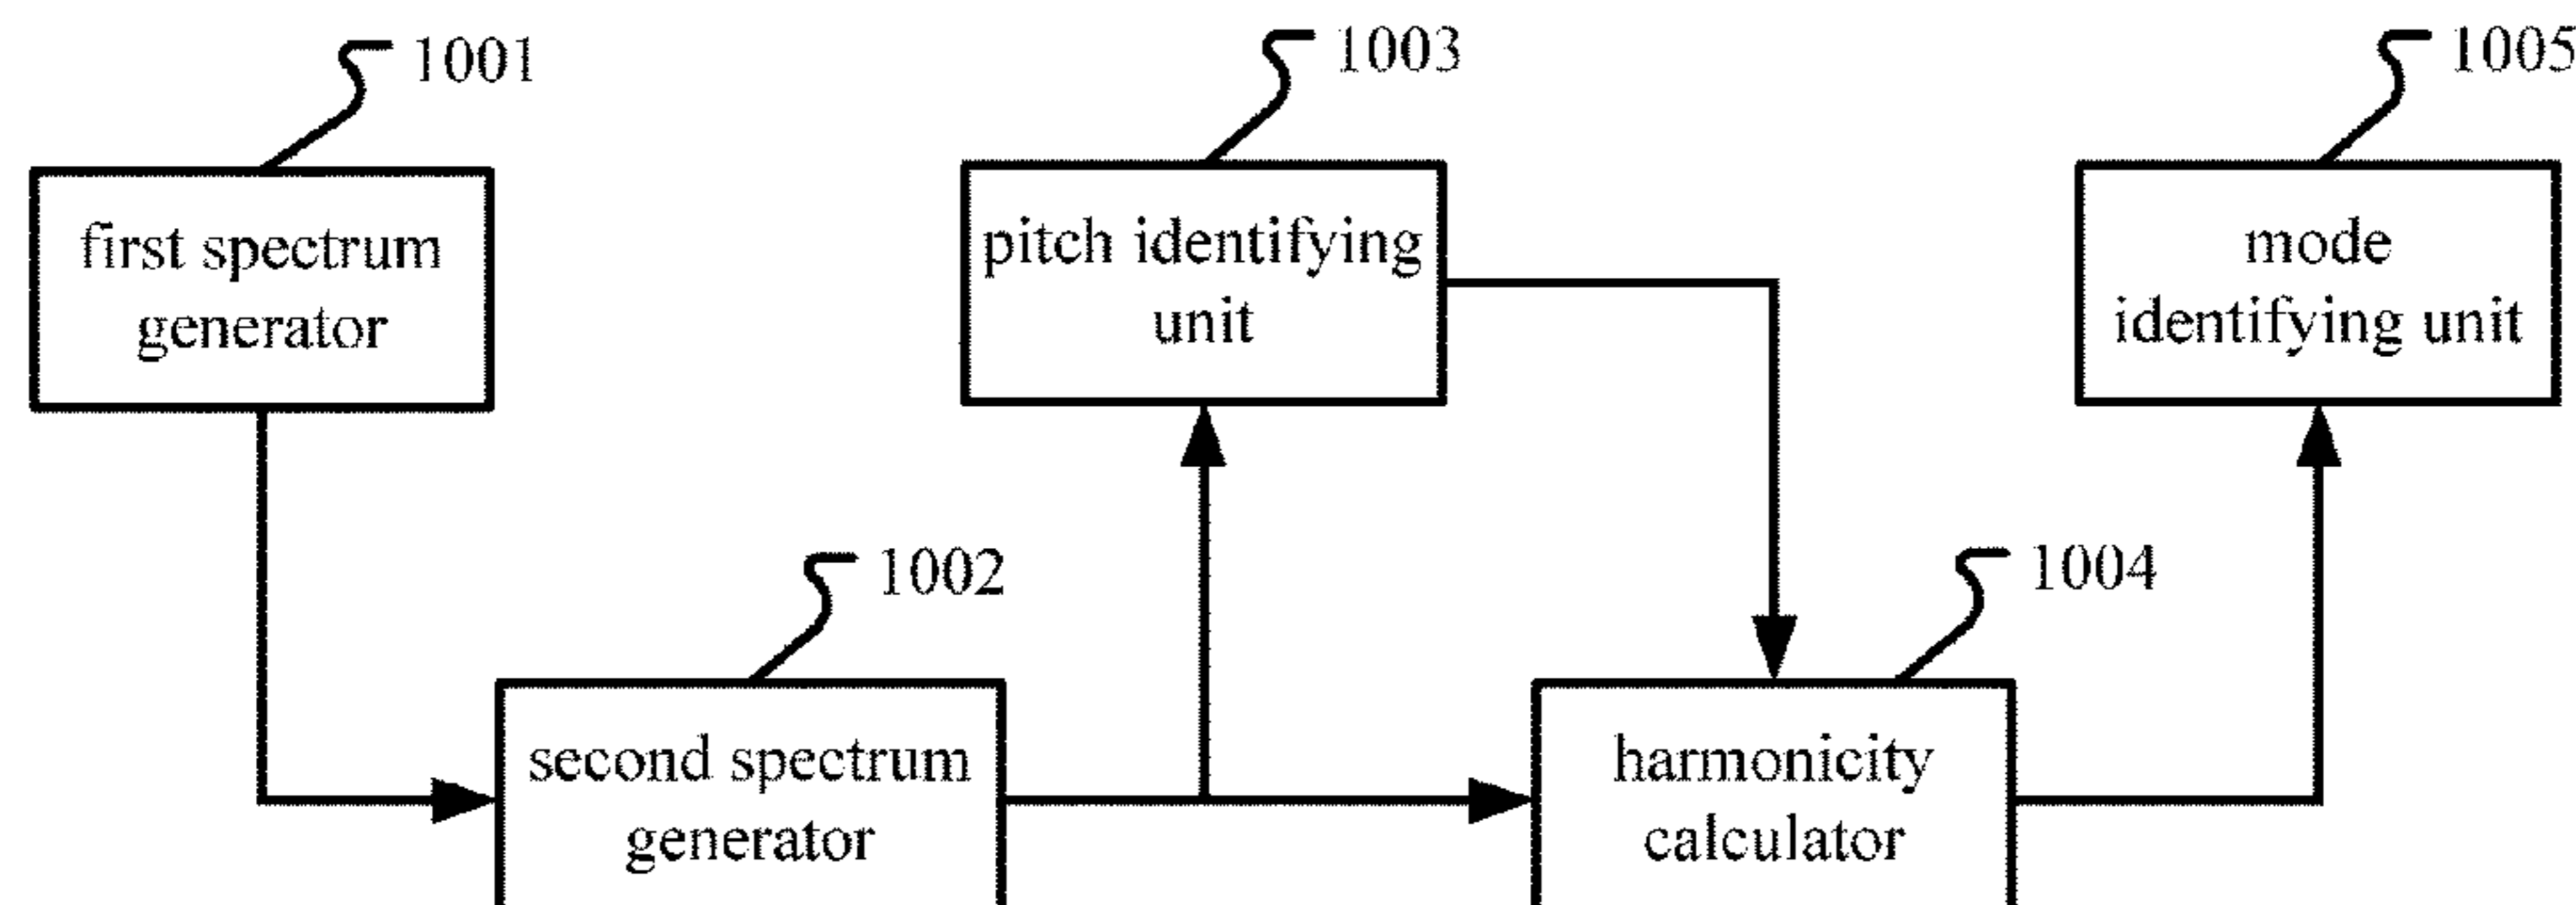 1001
first spectrum
generator
1003
pitch identifying
unit
1005
mode
identifying unit
1002
second spectrum
generator
1004
harmonicity
calculator